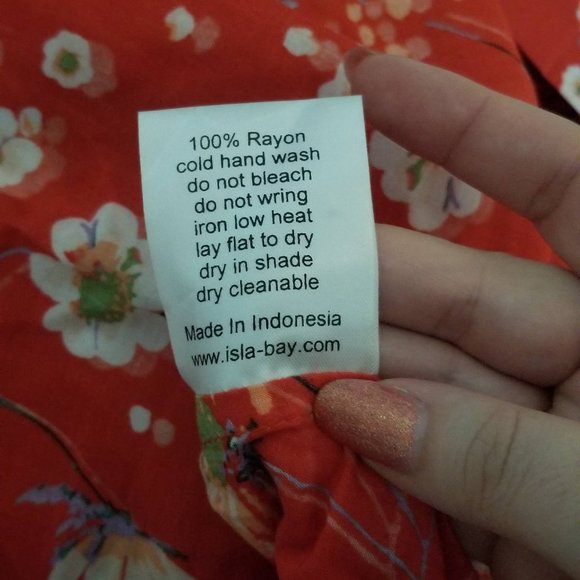 100% Rayon
cold hand wash
do not bleach
do not wring
iron low heat
lay flat to dry
dry in shade
dry cleanable
Made In Indonesia
www.isla-bay.com